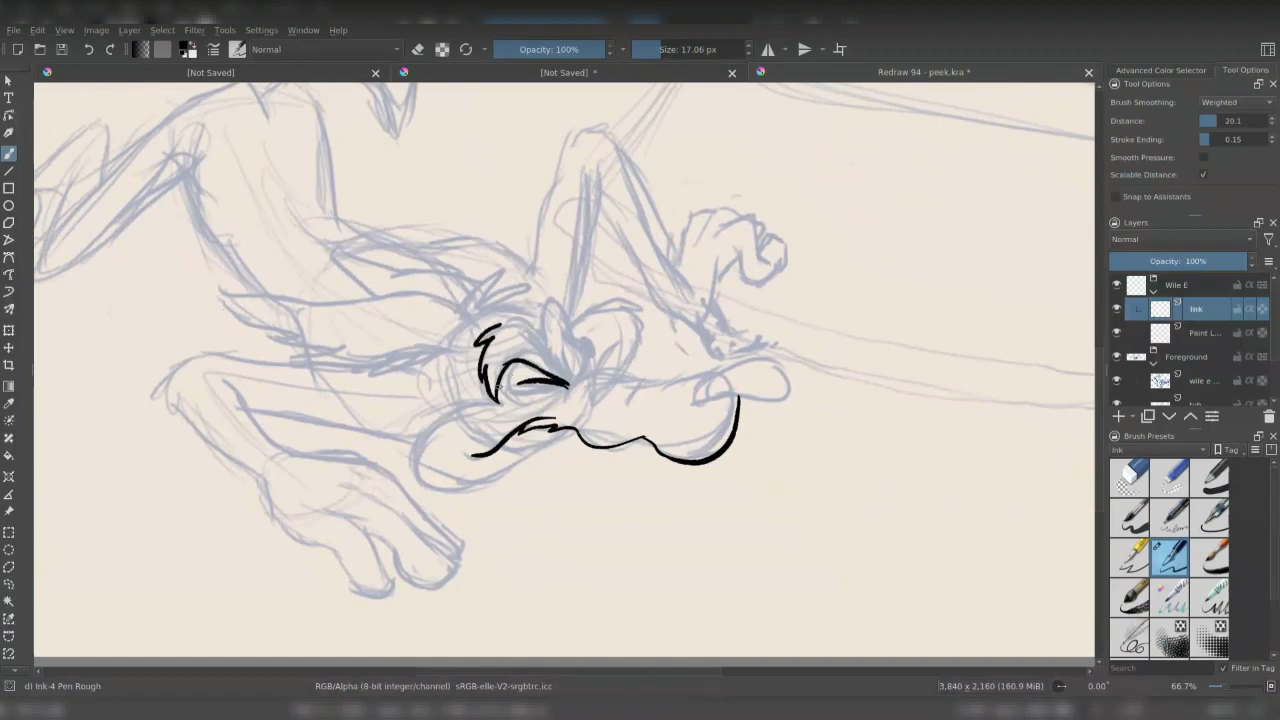 File Edit View Image Layer Select Filter Tools Settings Window Help
Normal Opacity: 100% Size: 17.06 px
[Not Saved] [Not Saved] * Redraw 94 - peek.kra *
Advanced Color Selector Tool Options
Tool Options
Brush Smoothing: Weighted
Distance: 20.1
Stroke Ending: 0.15
Smooth Pressure:
Scalable Distance:
Snap to Assistants
Layers
Normal
Opacity: 100%
Wile E
Ink
Paint L...
Foreground
wile e ...
Brush Presets
Ink Tag
Search Filter in Tag
d) Ink-4 Pen Rough RGB/Alpha (8-bit integer/channel) sRGB-elle-V2-srgbtrc.icc 3,840 x 2,160 (160.9 MiB) 0.00° 66.7%